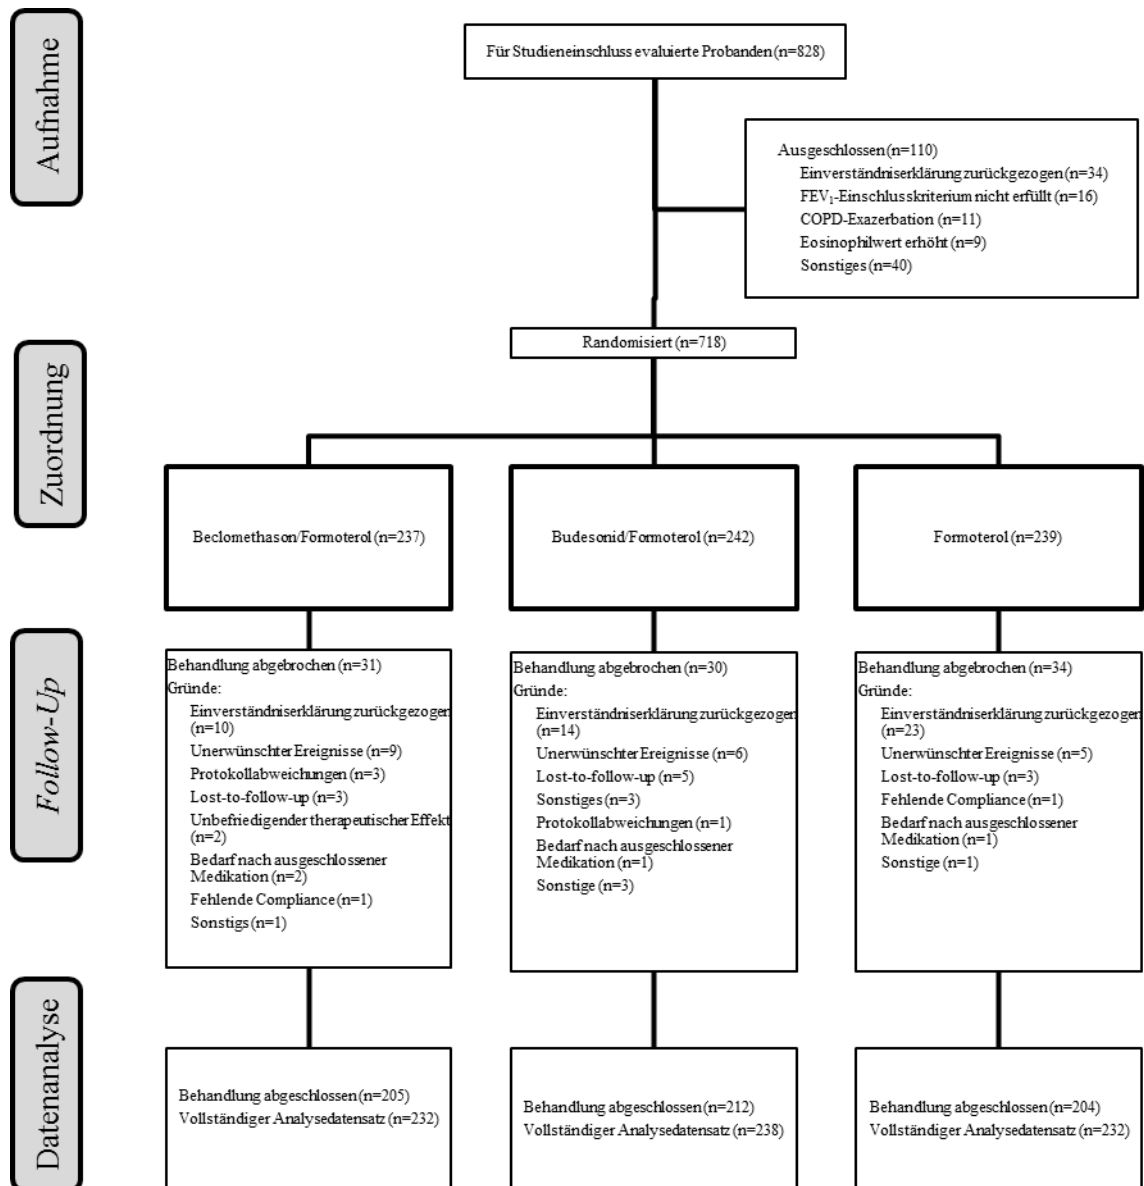 Aufnahme
Für Studieneinschluss evaluierte Probanden (n=828)
Ausgeschlossen (n=110)
Einverständniserklärung zurückgezogen (n=34)
FEV₁-Einschlusskriterium nicht erfüllt (n=16)
COPD-Exazerbation (n=11)
Eosinophilwert erhöht (n=9)
Sonstiges (n=40)
Zuordnung
Randomisiert (n=718)
Beclomethason/Formoterol (n=237)
Budesonid/Formoterol (n=242)
Formoterol (n=239)
Follow-Up
Behandlung abgebrochen (n=31)
Gründe:
Einverständniserklärung zurückgezogen
(n=10)
Unerwünschter Ereignisse (n=9)
Protokollabweichungen (n=3)
Lost-to-follow-up (n=3)
Unbefriedigender therapeutischer Effekt
(n=2)
Bedarf nach ausgeschlossener
Medikation (n=2)
Fehlende Compliance (n=1)
Sonstigs (n=1)
Behandlung abgebrochen (n=30)
Gründe:
Einverständniserklärung zurückgezogen
(n=14)
Unerwünschter Ereignisse (n=6)
Lost-to-follow-up (n=5)
Sonstiges (n=3)
Protokollabweichungen (n=1)
Bedarf nach ausgeschlossener
Medikation (n=1)
Sonstige (n=3)
Behandlung abgebrochen (n=34)
Gründe:
Einverständniserklärung zurückgezogen
(n=23)
Unerwünschter Ereignisse (n=5)
Lost-to-follow-up (n=3)
Fehlende Compliance (n=1)
Bedarf nach ausgeschlossener
Medikation (n=1)
Sonstige (n=1)
Datenanalyse
Behandlung abgeschlossen (n=205)
Vollständiger Analysedatensatz (n=232)
Behandlung abgeschlossen (n=212)
Vollständiger Analysedatensatz (n=238)
Behandlung abgeschlossen (n=204)
Vollständiger Analysedatensatz (n=232)